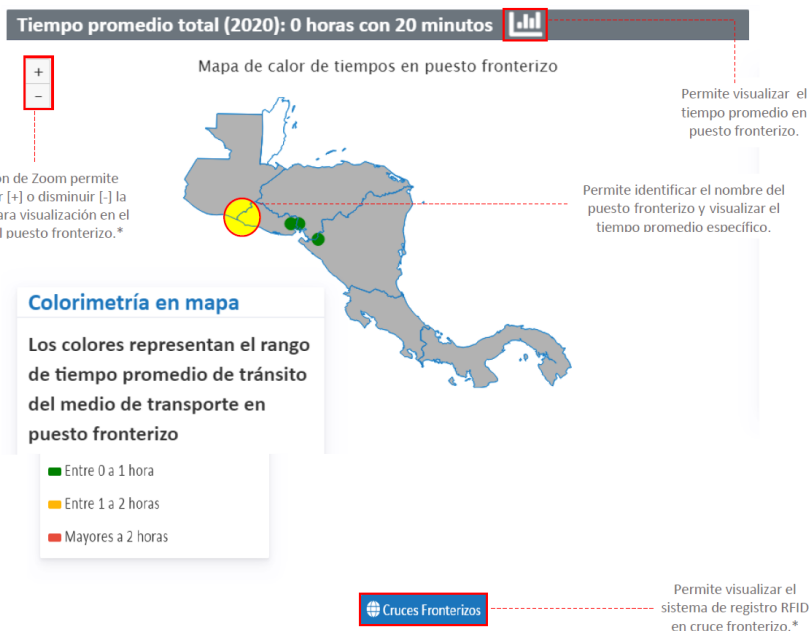 Tiempo promedio total (2020): 0 horas con 20 minutos
Mapa de calor de tiempos en puesto fronterizo
+
-
Permite visualizar el
tiempo promedio en
puesto fronterizo.
ón de Zoom permite
r [+] o disminuir [-] la
ara visualización en el
l puesto fronterizo.*
Permite identificar el nombre del
puesto fronterizo y visualizar el
tiempo promedio específico.
Colorimetría en mapa
Los colores representan el rango
de tiempo promedio de tránsito
del medio de transporte en
puesto fronterizo
Entre 0 a 1 hora
Entre 1 a 2 horas
Mayores a 2 horas
Cruces Fronterizos
Permite visualizar el
sistema de registro RFID
en cruce fronterizo.*